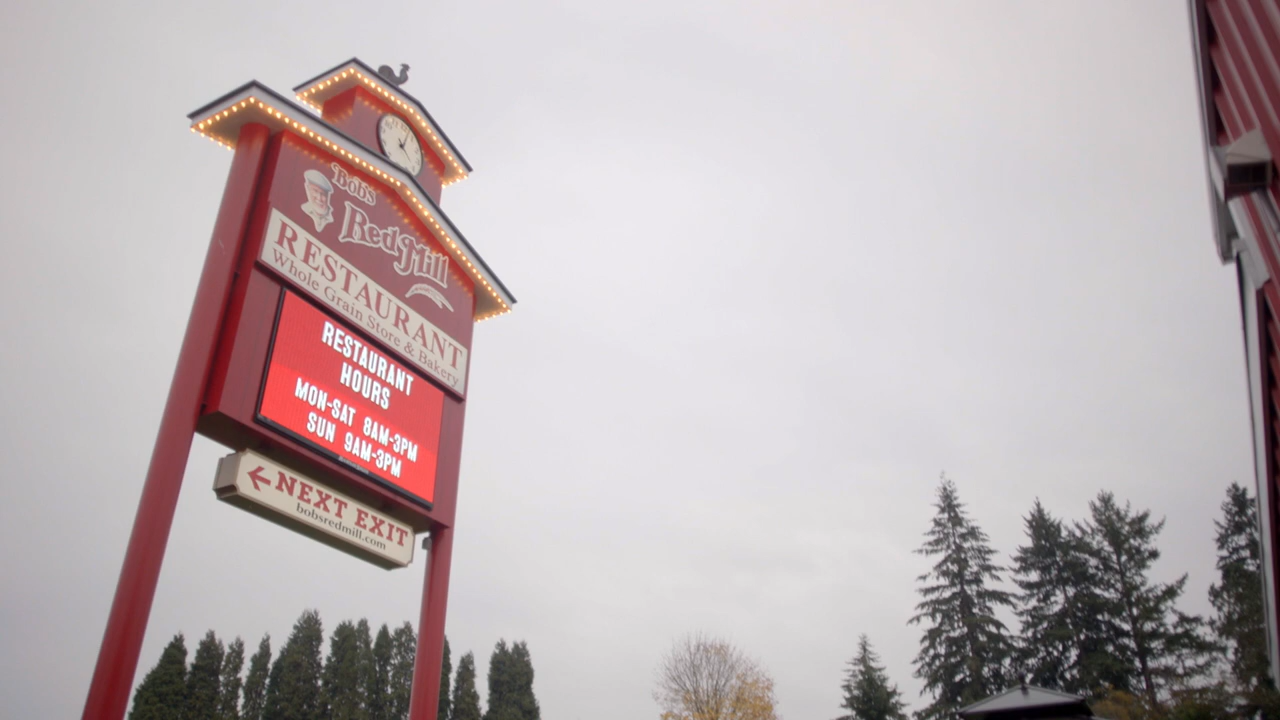 Bob's
Red Mill
RESTAURANT
Whole Grain Store & Bakery
RESTAURANT
HOURS
MON-SAT 8AM-3PM
SUN 9AM-3PM
NEXT EXIT
bobsredmill.com